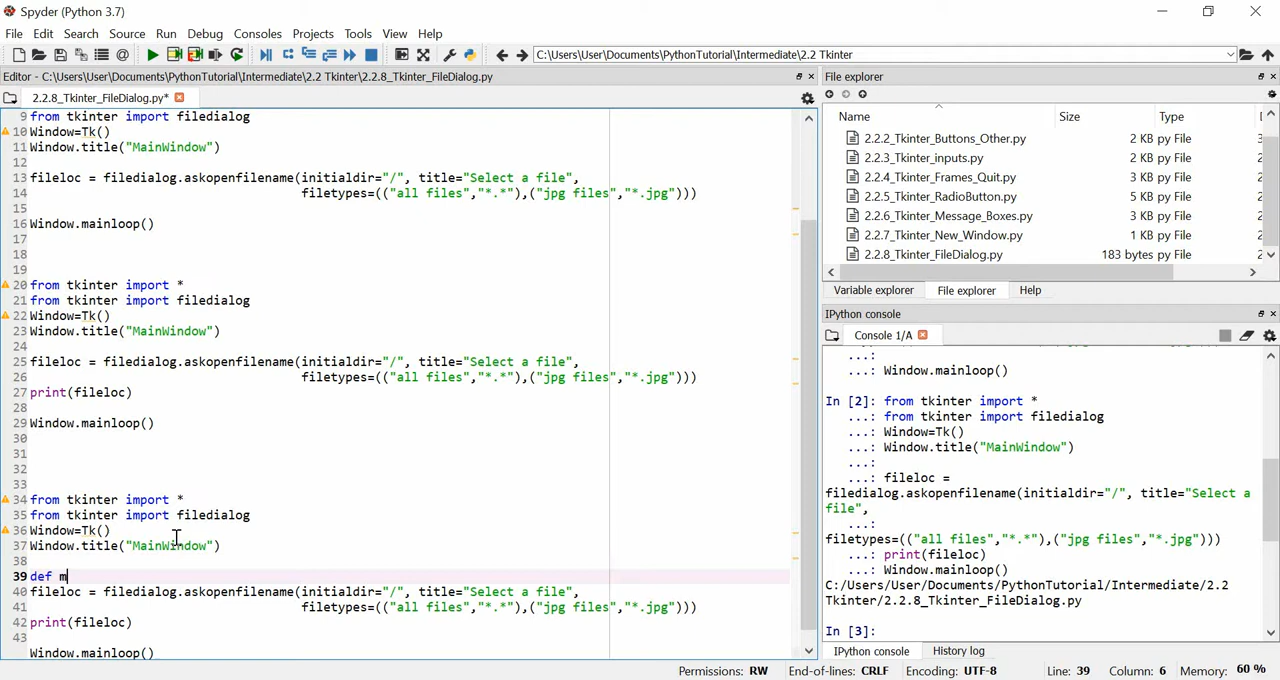 Spyder (Python 3.7)
File Edit Search Source Run Debug Consoles Projects Tools View Help
C:\Users\User\Documents\PythonTutorial\Intermediate\2.2 Tkinter
Editor - C:\Users\User\Documents\PythonTutorial\Intermediate\2.2 Tkinter\2.2.8_Tkinter_FileDialog.py
2.2.8_Tkinter_FileDialog.py*
9 from tkinter import filedialog
10 Window=Tk()
11 Window.title("MainWindow")
12
13 fileloc = filedialog.askopenfilename(initialdir="/", title="Select a file",
14 filetypes=(("all files","*.*"),("jpg files","*.jpg")))
15
16 Window.mainloop()
17
18
19
20 from tkinter import *
21 from tkinter import filedialog
22 Window=Tk()
23 Window.title("MainWindow")
24
25 fileloc = filedialog.askopenfilename(initialdir="/", title="Select a file",
26 filetypes=(("all files","*.*"),("jpg files","*.jpg")))
27 print(fileloc)
28
29 Window.mainloop()
30
31
32
33
34 from tkinter import *
35 from tkinter import filedialog
36 Window=Tk()
37 Window.title("MainWindow")
38
39 def m
40 fileloc = filedialog.askopenfilename(initialdir="/", title="Select a file",
41 filetypes=(("all files","*.*"),("jpg files","*.jpg")))
42 print(fileloc)
43
Window.mainloop()
File explorer
Name Size Type
2.2.2_Tkinter_Buttons_Other.py 2 KB py File
2.2.3_Tkinter_inputs.py 2 KB py File
2.2.4_Tkinter_Frames_Quit.py 3 KB py File
2.2.5_Tkinter_RadioButton.py 5 KB py File
2.2.6_Tkinter_Message_Boxes.py 3 KB py File
2.2.7_Tkinter_New_Window.py 1 KB py File
2.2.8_Tkinter_FileDialog.py 183 bytes py File
Variable explorer File explorer Help
IPython console
Console 1/A
...:
...: Window.mainloop()
In [2]: from tkinter import *
...: from tkinter import filedialog
...: Window=Tk()
...: Window.title("MainWindow")
...:
...: fileloc =
filedialog.askopenfilename(initialdir="/", title="Select a
file",
...:
filetypes=(("all files","*.*"),("jpg files","*.jpg")))
...: print(fileloc)
...: Window.mainloop()
C:/Users/User/Documents/PythonTutorial/Intermediate/2.2
Tkinter/2.2.8_Tkinter_FileDialog.py
In [3]:
IPython console History log
Permissions: RW End-of-lines: CRLF Encoding: UTF-8 Line: 39 Column: 6 Memory: 60 %